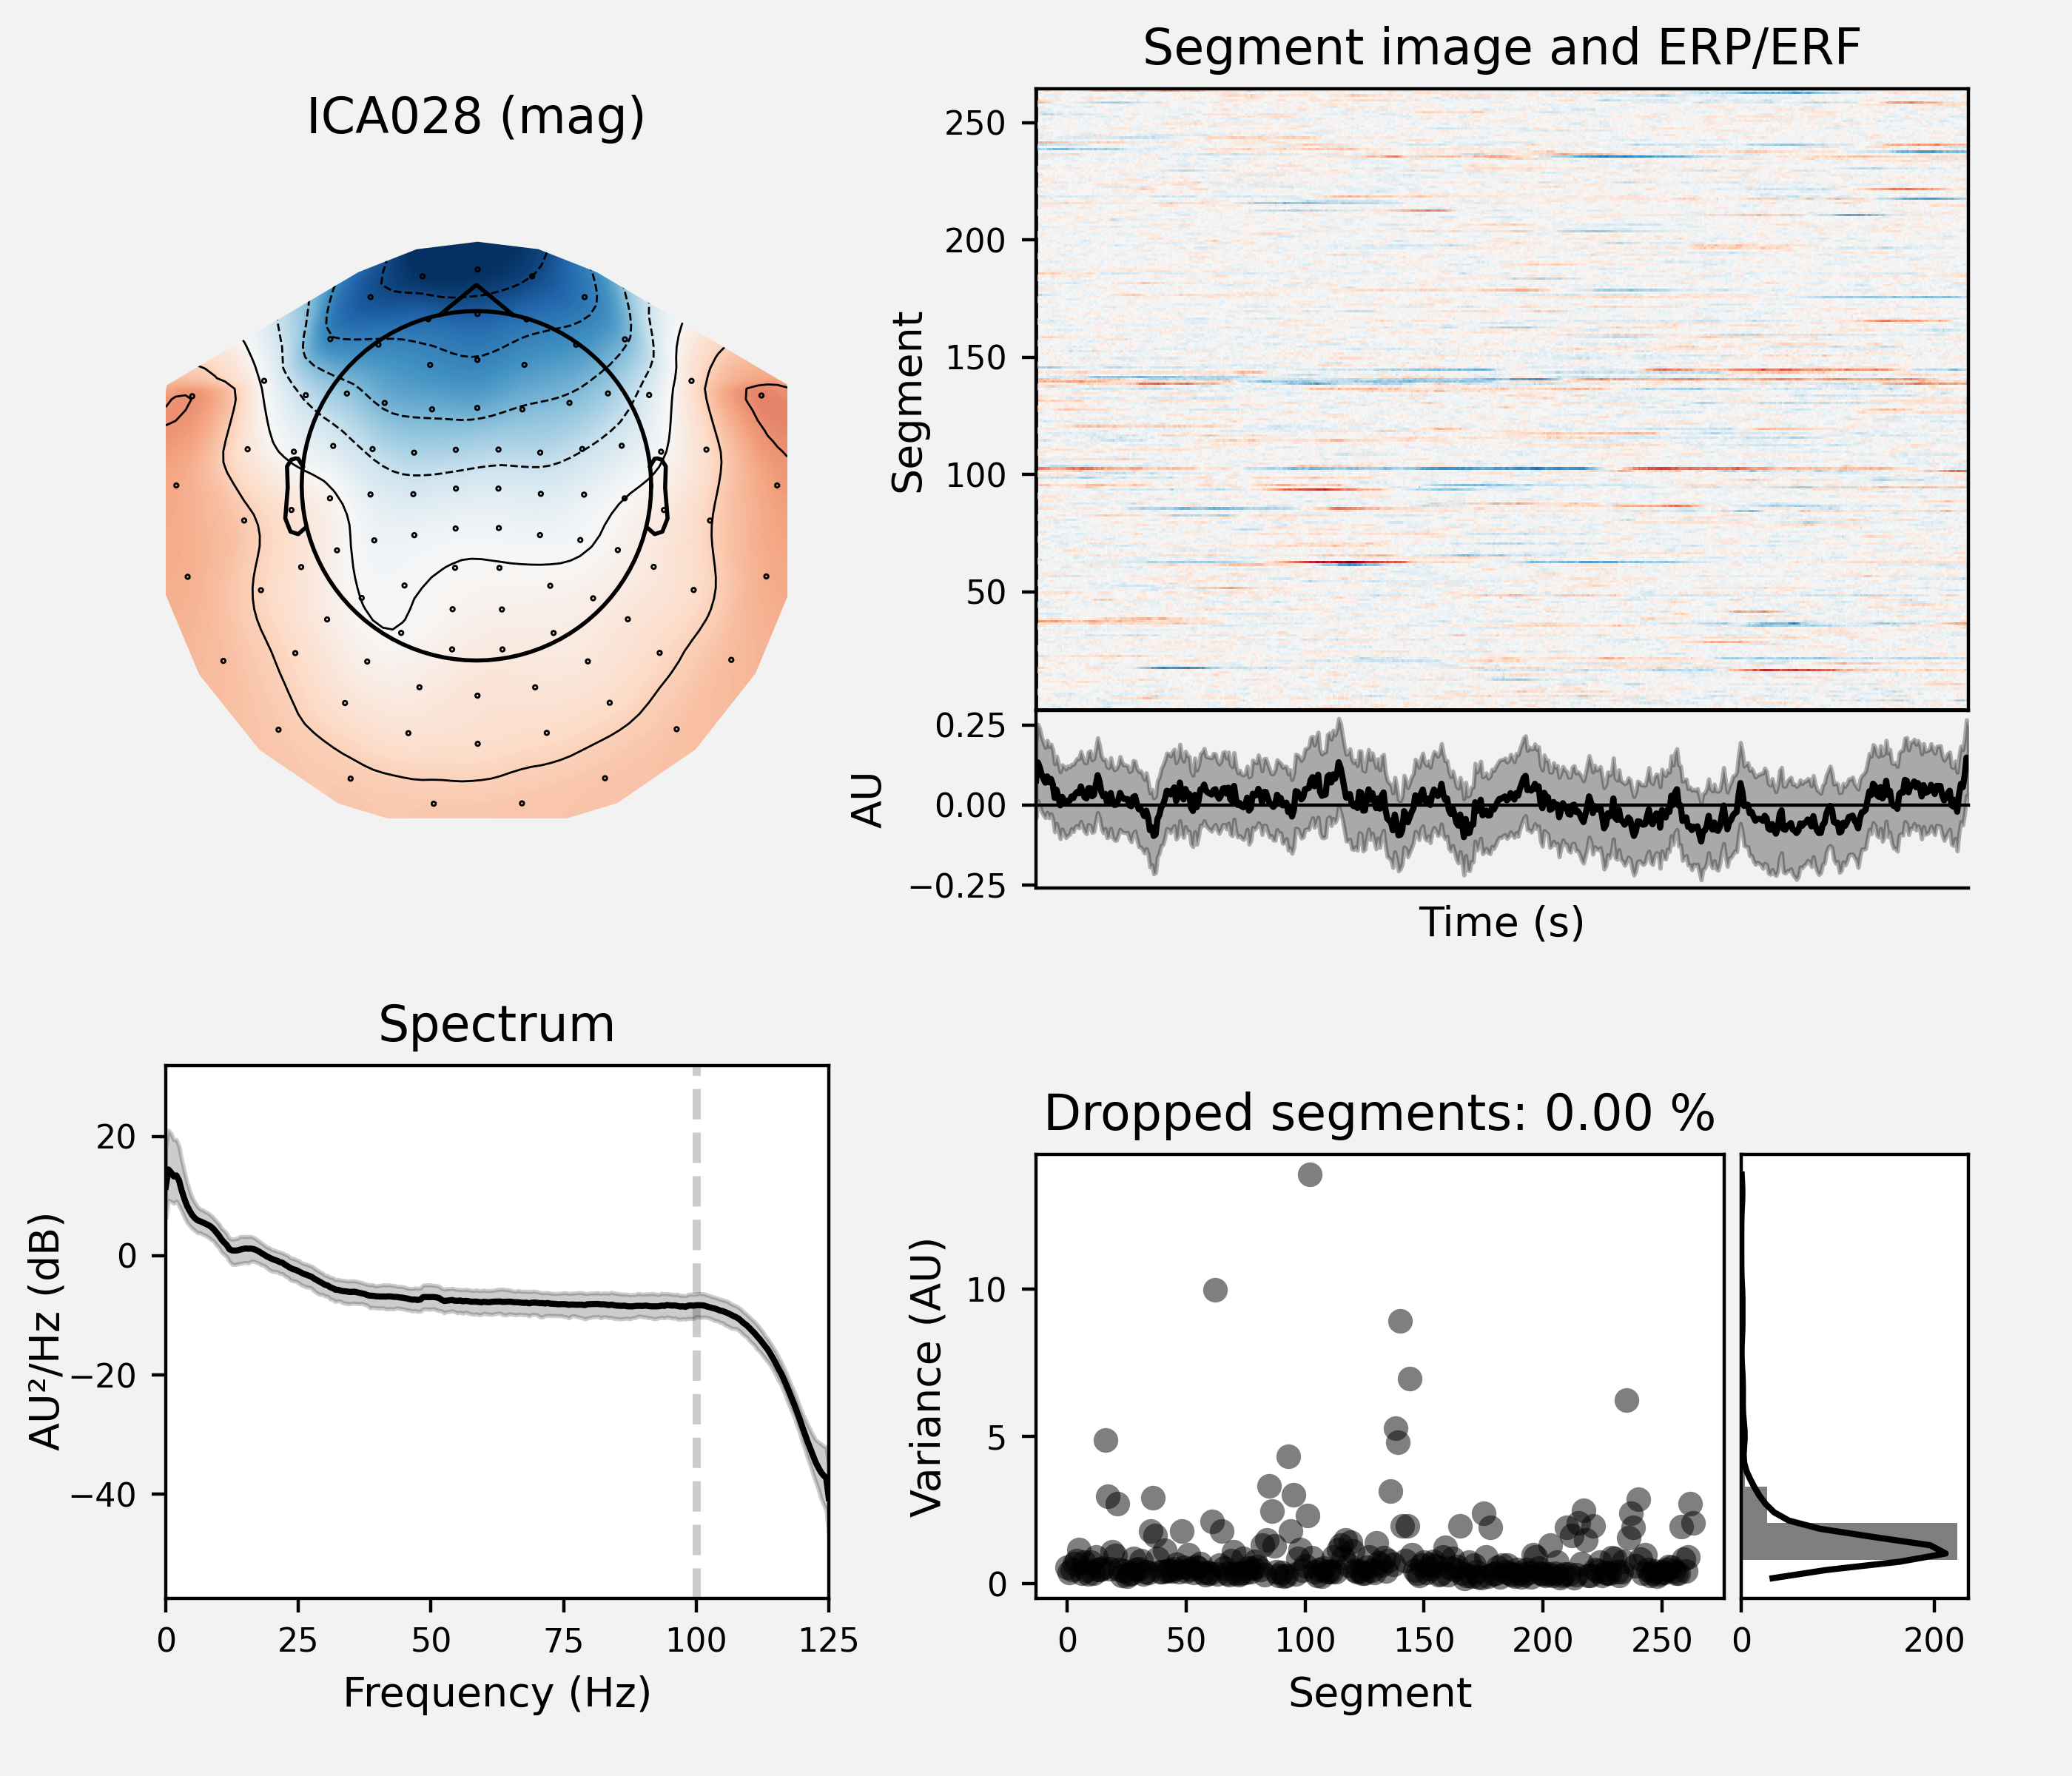 Segment image and ERP/ERF
ICA028 (mag)
250
200
150
100
50
Segment
0.25
0.00
−0.25
AU
Time (s)
Spectrum
20
0
−20
−40
AU²/Hz (dB)
0 25 50 75 100 125
Frequency (Hz)
Dropped segments: 0.00 %
10
5
0
Variance (AU)
0 50 100 150 200 250
0 200
Segment